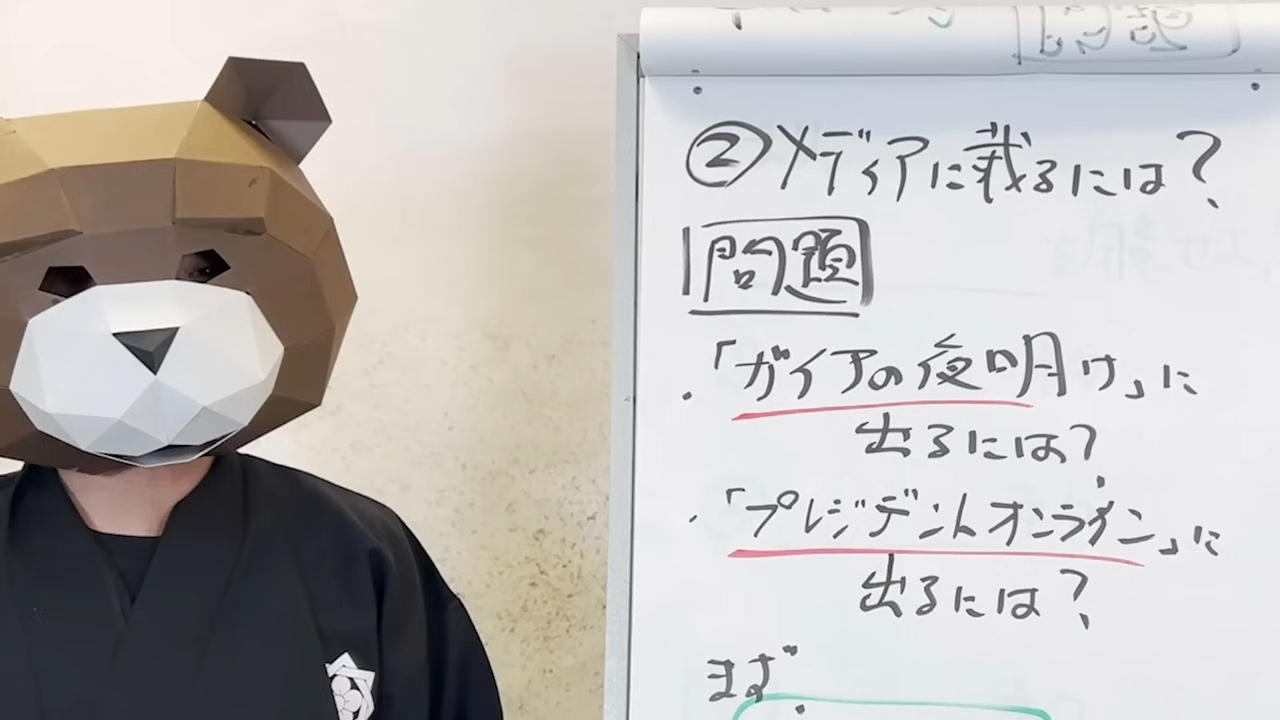 ②メディアに載るには?
問題
・「ガイアの夜明け」に
出るには?
・「プレジデントオンライン」に
出るには?
まず、